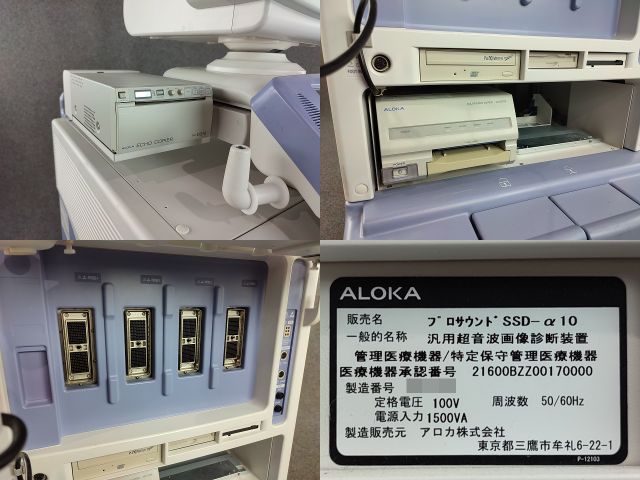 ALOKA ECHO COPIER
ALOKA
POWER
ALOKA
販売名 プロサウンド SSD-α10
一般的名称 汎用超音波画像診断装置
管理医療機器/特定保守管理医療機器
医療機器承認番号 21600BZZ00170000
製造番号
定格電圧 100V 周波数 50/60Hz
電源入力 1500VA
製造販売元 アロカ株式会社
東京都三鷹市牟礼6-22-1
P-12103